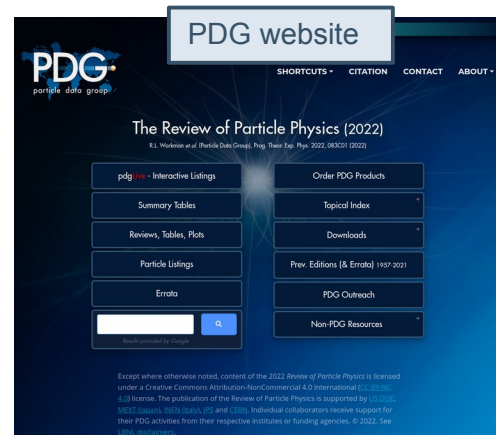 PDG website
PDG
particle data group
SHORTCUTS CITATION CONTACT ABOUT
The Review of Particle Physics (2022)
R.L. Workman et al. (Particle Data Group), Prog. Theor. Exp. Phys. 2022, 083C01 (2022)
pdgLive - Interactive Listings
Order PDG Products
Summary Tables
Topical Index +
Reviews, Tables, Plots
Downloads +
Particle Listings
Prev. Editions (& Errata) 1957-2021
Errata
PDG Outreach
Non-PDG Resources +
Results provided by Google
Except where otherwise noted, content of the 2022 Review of Particle Physics is licensed
under a Creative Commons Attribution-NonCommercial 4.0 International (CC BY-NC
4.0) license. The publication of the Review of Particle Physics is supported by US DOE,
MEXT (Japan), INFN (Italy), JPS and CERN. Individual collaborators receive support for
their PDG activities from their respective institutes or funding agencies. © 2022. See
LBNL disclaimers.